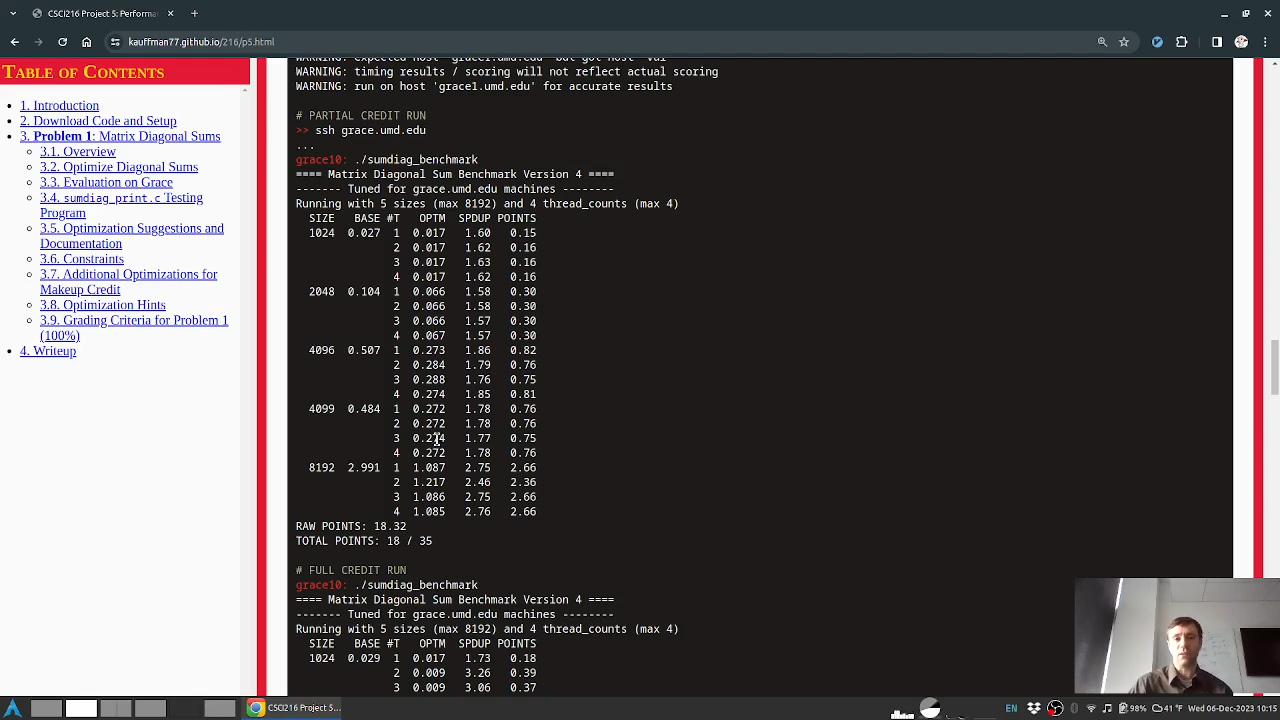 CSCI216 Project 5: Perform
kauffman77.github.io/216/p5.html
TABLE OF CONTENTS
1. Introduction
2. Download Code and Setup
3. Problem 1: Matrix Diagonal Sums
3.1. Overview
3.2. Optimize Diagonal Sums
3.3. Evaluation on Grace
3.4. sumdiag_print.c Testing
Program
3.5. Optimization Suggestions and
Documentation
3.6. Constraints
3.7. Additional Optimizations for
Makeup Credit
3.8. Optimization Hints
3.9. Grading Criteria for Problem 1
(100%)
4. Writeup
WARNING: timing results / scoring will not reflect actual scoring
WARNING: run on host 'grace1.umd.edu' for accurate results
# PARTIAL CREDIT RUN
>> ssh grace.umd.edu
...
grace10: ./sumdiag_benchmark
==== Matrix Diagonal Sum Benchmark Version 4 ====
------- Tuned for grace.umd.edu machines --------
Running with 5 sizes (max 8192) and 4 thread_counts (max 4)
SIZE BASE #T OPTM SPDUP POINTS
1024 0.027 1 0.017 1.60 0.15
2 0.017 1.62 0.16
3 0.017 1.63 0.16
4 0.017 1.62 0.16
2048 0.104 1 0.066 1.58 0.30
2 0.066 1.58 0.30
3 0.066 1.57 0.30
4 0.067 1.57 0.30
4096 0.507 1 0.273 1.86 0.82
2 0.284 1.79 0.76
3 0.288 1.76 0.75
4 0.274 1.85 0.81
4099 0.484 1 0.272 1.78 0.76
2 0.272 1.78 0.76
3 0.274 1.77 0.75
4 0.272 1.78 0.76
8192 2.991 1 1.087 2.75 2.66
2 1.217 2.46 2.36
3 1.086 2.75 2.66
4 1.085 2.76 2.66
RAW POINTS: 18.32
TOTAL POINTS: 18 / 35
# FULL CREDIT RUN
grace10: ./sumdiag_benchmark
==== Matrix Diagonal Sum Benchmark Version 4 ====
------- Tuned for grace.umd.edu machines --------
Running with 5 sizes (max 8192) and 4 thread_counts (max 4)
SIZE BASE #T OPTM SPDUP POINTS
1024 0.029 1 0.017 1.73 0.18
2 0.009 3.26 0.39
3 0.009 3.06 0.37
CSCI216 Project 5...
EN
98% 41°F Wed 06-Dec-2023 10:15